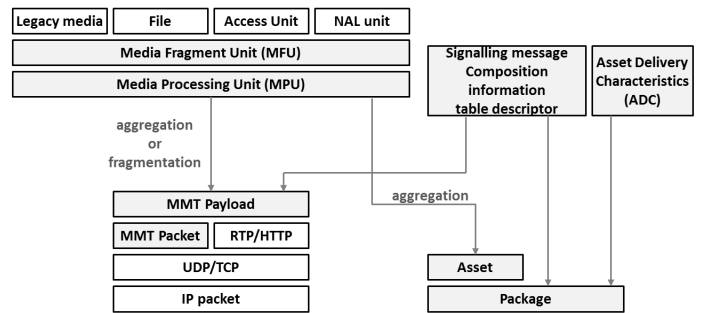 Legacy media
File
Access Unit
NAL unit
Media Fragment Unit (MFU)
Media Processing Unit (MPU)
Signalling message
Composition
information
table descriptor
Asset Delivery
Characteristics
(ADC)
aggregation
or
fragmentation
aggregation
MMT Payload
MMT Packet
RTP/HTTP
UDP/TCP
IP packet
Asset
Package